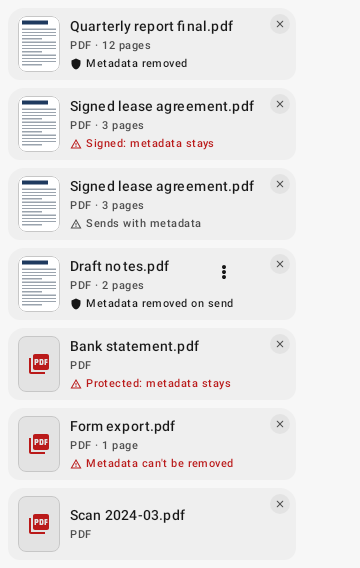 Quarterly report final.pdf
PDF · 12 pages
Metadata removed
Signed lease agreement.pdf
PDF · 3 pages
Signed: metadata stays
Signed lease agreement.pdf
PDF · 3 pages
Sends with metadata
Draft notes.pdf
PDF · 2 pages
Metadata removed on send
PDF
Bank statement.pdf
PDF
Protected: metadata stays
PDF
Form export.pdf
PDF · 1 page
Metadata can't be removed
PDF
Scan 2024-03.pdf
PDF